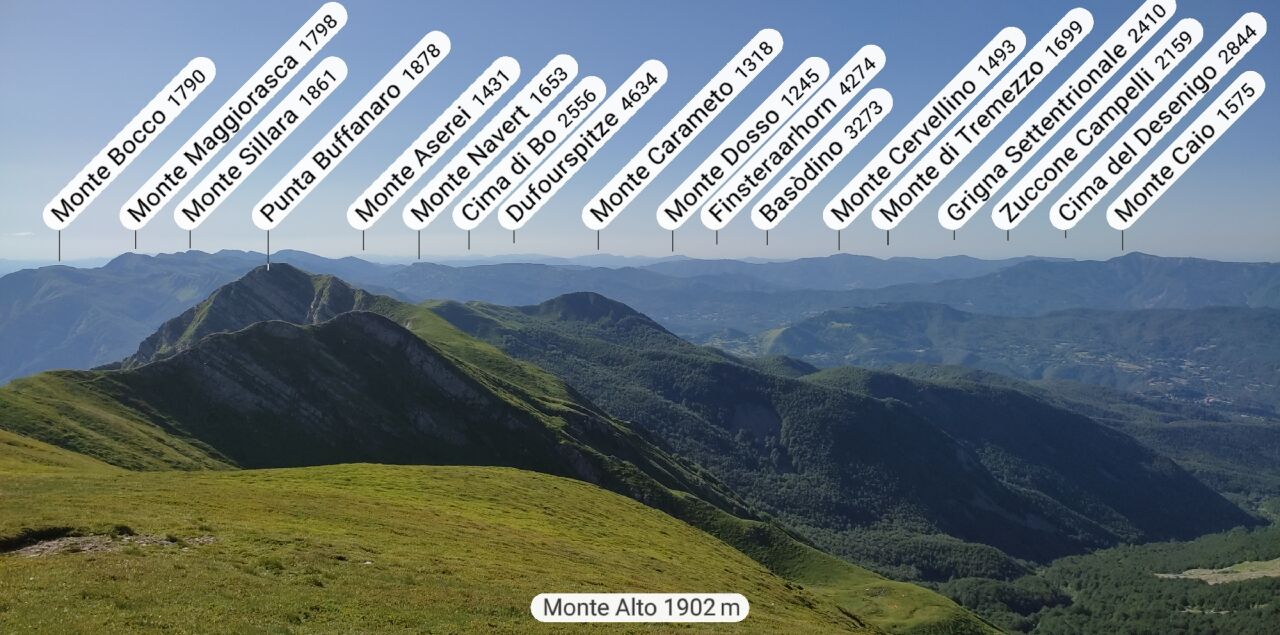 Monte Bocco 1790
Monte Maggiorasca 1798
Monte Sillara 1861
Punta Buffanaro 1878
Monte Aserei 1431
Monte Navert 1653
Cima di Bo 2556
Dufourspitze 4634
Monte Carameto 1318
Monte Dosso 1245
Finsteraarhorn 4274
Basòdino 3273
Monte Cervellino 1493
Monte di Tremezzo 1699
Grigna Settentrionale 2410
Zuccone Campelli 2159
Cima del Desenigo 2844
Monte Caio 1575
Monte Alto 1902 m